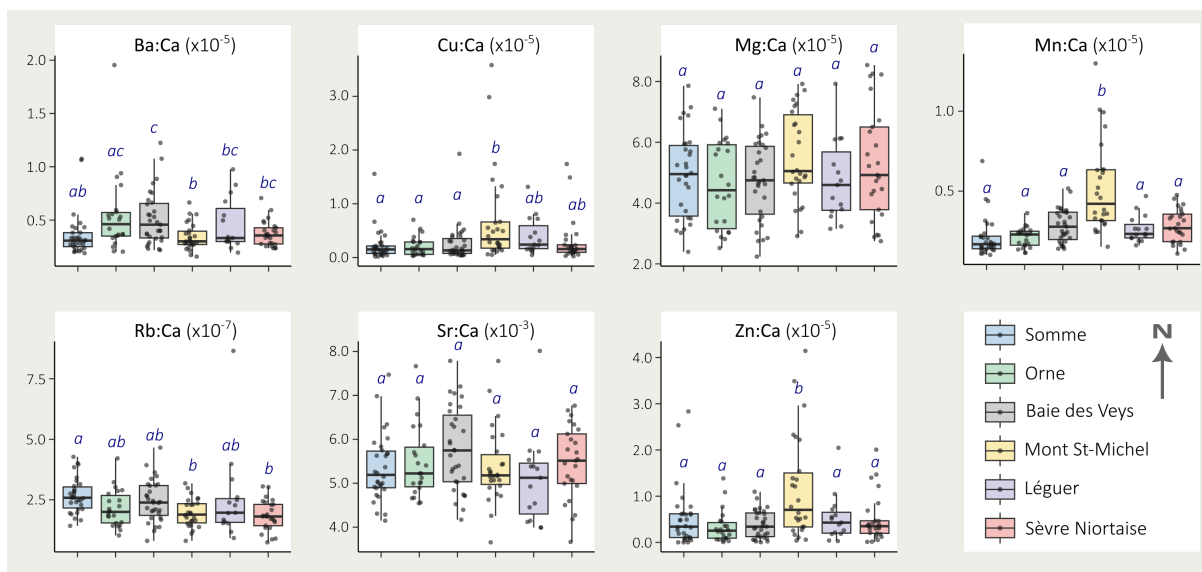 Ba:Ca (x10⁻⁵)
2.0
1.5
1.0
0.5
ab
ac
c
b
bc
bc
Cu:Ca (x10⁻⁵)
3.0
2.0
1.0
0.0
a
a
a
b
ab
ab
Mg:Ca (x10⁻⁵)
8.0
6.0
4.0
2.0
a
a
a
a
a
a
Mn:Ca (x10⁻⁵)
1.0
0.5
a
a
a
b
a
a
Rb:Ca (x10⁻⁷)
7.5
5.0
2.5
a
ab
ab
b
ab
b
Sr:Ca (x10⁻³)
8.0
7.0
6.0
5.0
4.0
a
a
a
a
a
a
Zn:Ca (x10⁻⁵)
4.0
3.0
2.0
1.0
0.0
a
a
a
b
a
a
Somme
Orne
Baie des Veys
Mont St-Michel
Léguer
Sèvre Niortaise
N